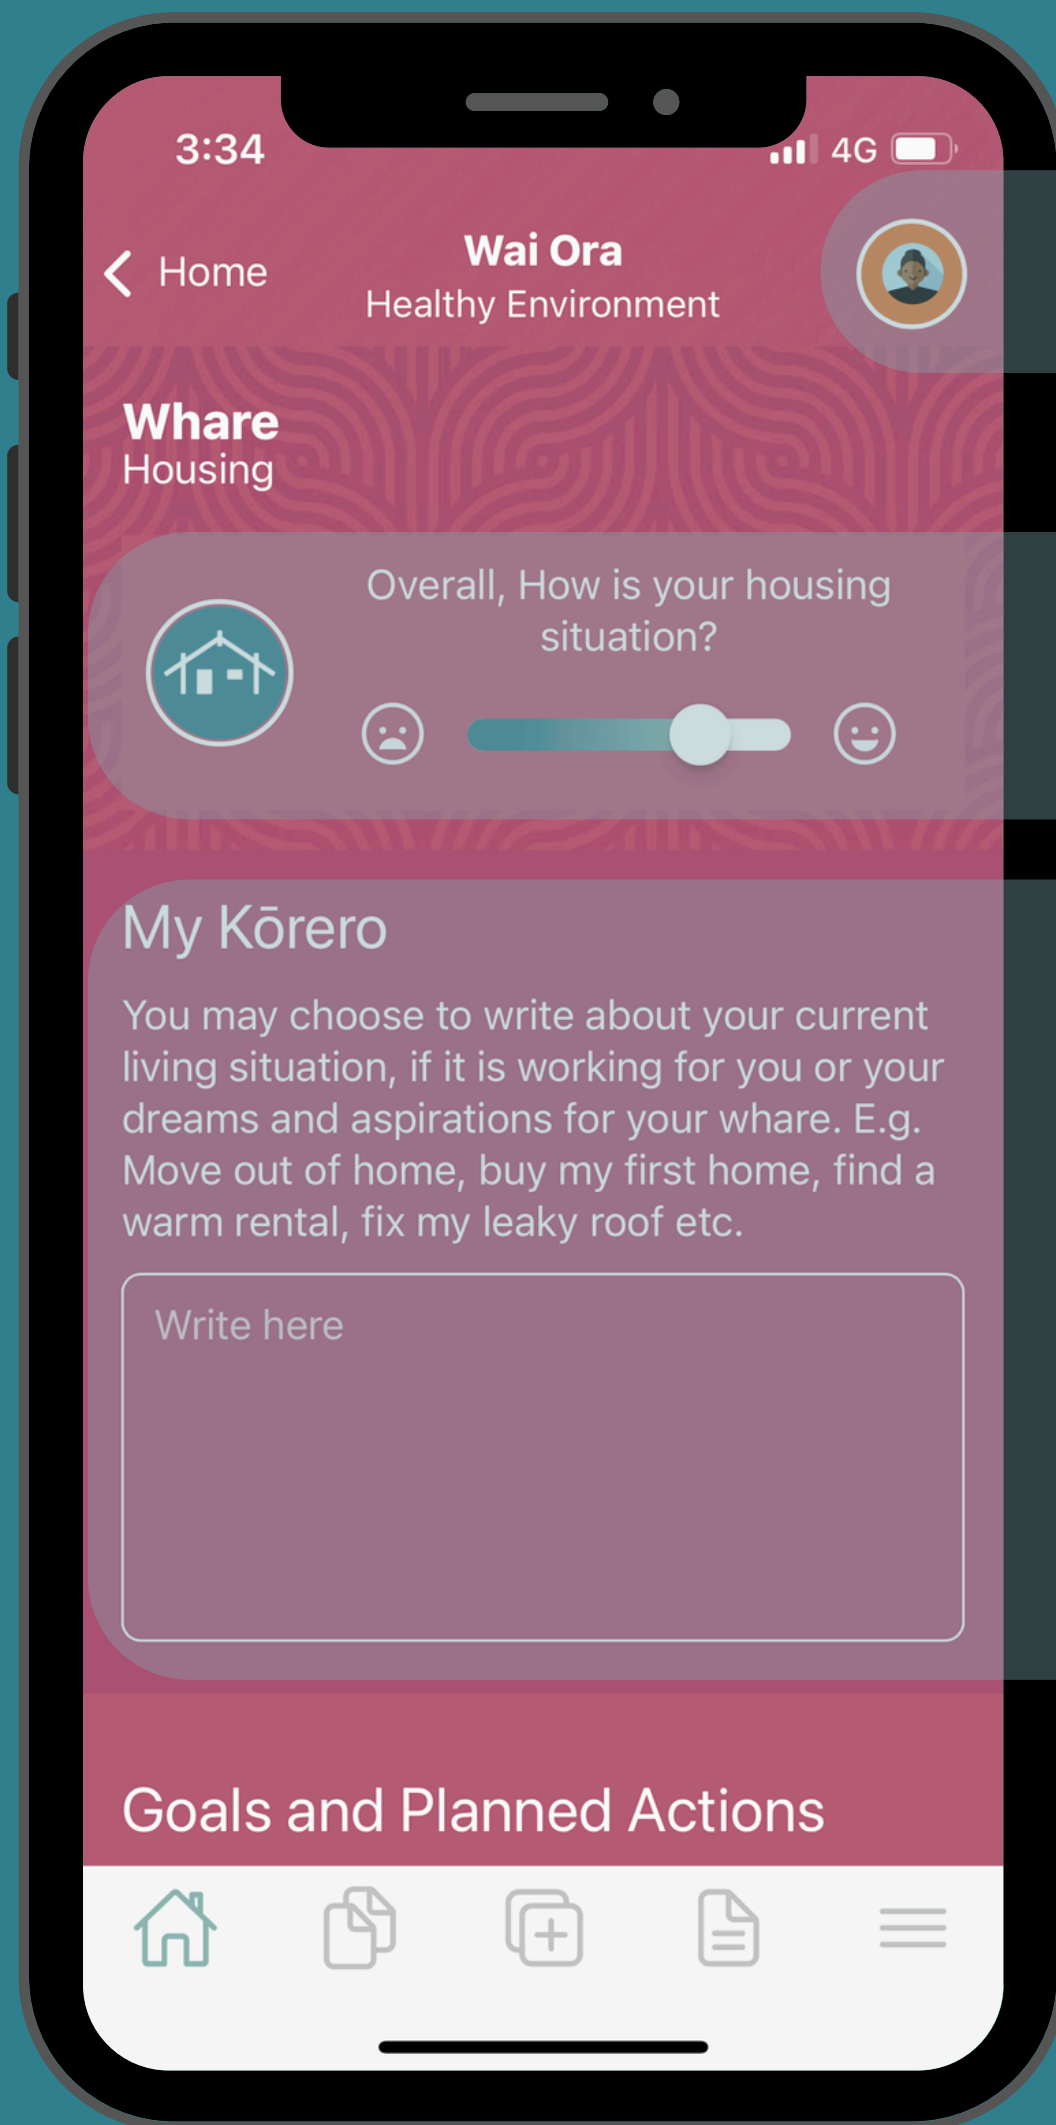 3:34
4G
Home
Wai Ora
Healthy Environment
Whare
Housing
Overall, How is your housing
situation?
My Kōrero
You may choose to write about your current
living situation, if it is working for you or your
dreams and aspirations for your whare. E.g.
Move out of home, buy my first home, find a
warm rental, fix my leaky roof etc.
Write here
Goals and Planned Actions